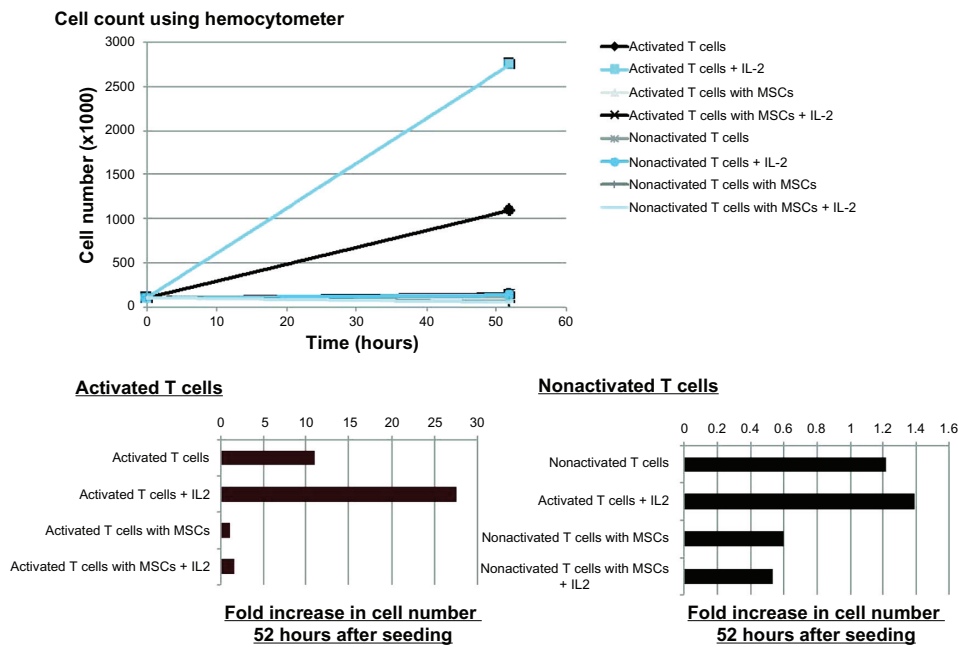 Cell count using hemocytometer
3000
2500
2000
1500
1000
500
0
Cell number (x1000)
0 10 20 30 40 50 60
Time (hours)
Activated T cells
Activated T cells + IL-2
Activated T cells with MSCs
Activated T cells with MSCs + IL-2
Nonactivated T cells
Nonactivated T cells + IL-2
Nonactivated T cells with MSCs
Nonactivated T cells with MSCs + IL-2
Activated T cells
0 5 10 15 20 25 30
Activated T cells
Activated T cells + IL2
Activated T cells with MSCs
Activated T cells with MSCs + IL2
Fold increase in cell number
52 hours after seeding
Nonactivated T cells
0 0.2 0.4 0.6 0.8 1 1.2 1.4 1.6
Nonactivated T cells
Activated T cells + IL2
Nonactivated T cells with MSCs
Nonactivated T cells with MSCs
+ IL2
Fold increase in cell number
52 hours after seeding